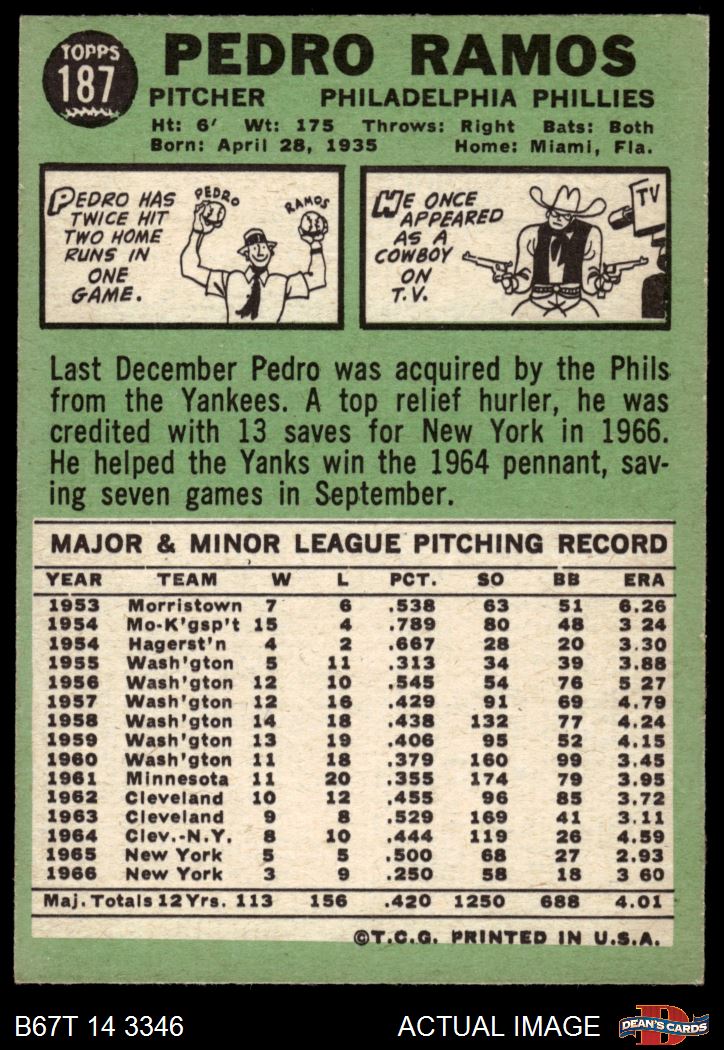 TOPPS
187
PEDRO RAMOS
PITCHER PHILADELPHIA PHILLIES
Ht: 6' Wt: 175 Throws: Right Bats: Both
Born: April 28, 1935 Home: Miami, Fla.
PEDRO HAS
TWICE HIT
TWO HOME
RUNS IN
ONE
GAME.
PEDRO
RAMOS
HE ONCE
APPEARED
AS A
COWBOY
ON
T.V.
TV
Last December Pedro was acquired by the Phils
from the Yankees. A top relief hurler, he was
credited with 13 saves for New York in 1966.
He helped the Yanks win the 1964 pennant, sav-
ing seven games in September.
MAJOR & MINOR LEAGUE PITCHING RECORD
YEAR TEAM W L PCT. SO BB ERA
1953 Morristown 7 6 .538 63 51 6.26
1954 Mo-K'gsp't 15 4 .789 80 48 3 24
1954 Hagerst'n 4 2 .667 28 20 3.30
1955 Wash'gton 5 11 .313 34 39 3.88
1956 Wash'gton 12 10 .545 54 76 5 27
1957 Wash'gton 12 16 .429 91 69 4.79
1958 Wash'gton 14 18 .438 132 77 4.24
1959 Wash'gton 13 19 .406 95 52 4.15
1960 Wash'gton 11 18 .379 160 99 3.45
1961 Minnesota 11 20 .355 174 79 3.95
1962 Cleveland 10 12 .455 96 85 3.72
1963 Cleveland 9 8 .529 169 41 3.11
1964 Clev.-N.Y. 8 10 .444 119 26 4.59
1965 New York 5 5 .500 68 27 2.93
1966 New York 3 9 .250 58 18 3 60
Maj. Totals 12 Yrs. 113 156 .420 1250 688 4.01
©T.C.G. PRINTED IN U.S.A.
B67T 14 3346 ACTUAL IMAGE
DEAN'S CARDS